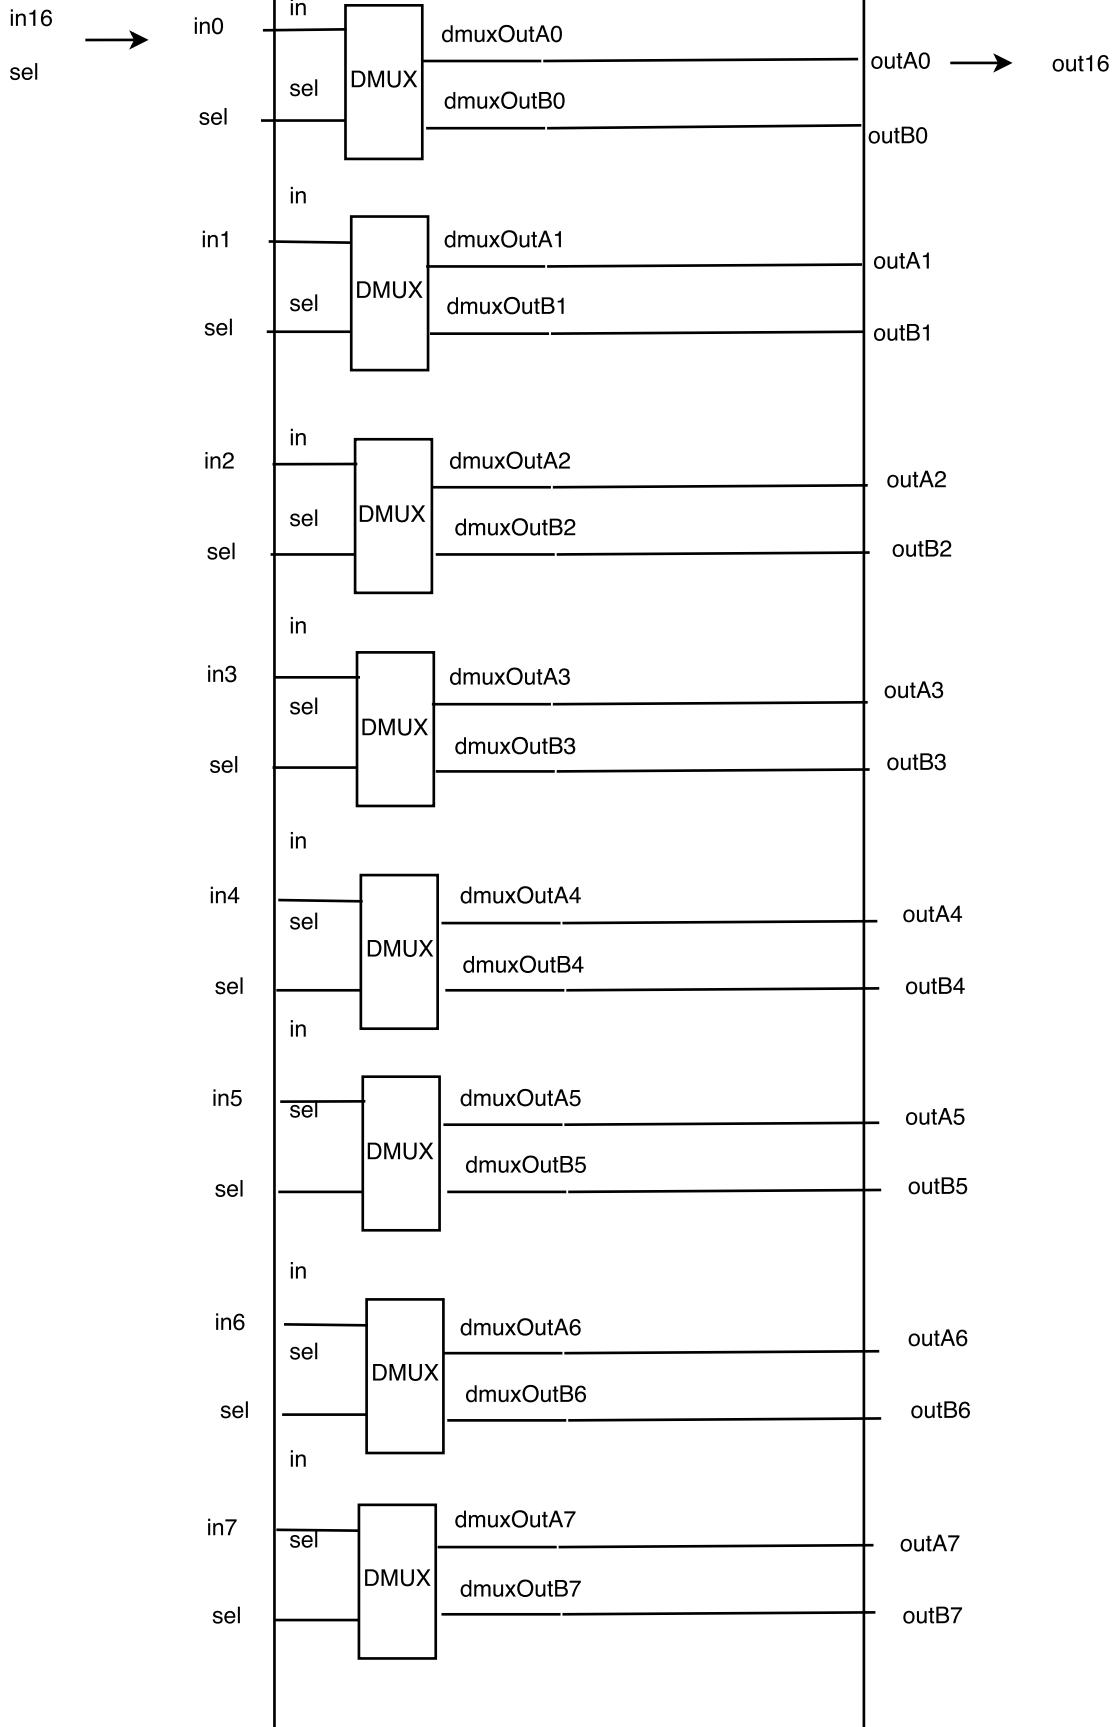 in16
sel
in0
in
sel
sel
DMUX
dmuxOutA0
dmuxOutB0
outA0
outB0
out16
in
in1
sel
sel
DMUX
dmuxOutA1
dmuxOutB1
outA1
outB1
in
in2
sel
sel
DMUX
dmuxOutA2
dmuxOutB2
outA2
outB2
in
in3
sel
sel
DMUX
dmuxOutA3
dmuxOutB3
outA3
outB3
in
in4
sel
sel
DMUX
dmuxOutA4
dmuxOutB4
outA4
outB4
in
in5
sel
sel
DMUX
dmuxOutA5
dmuxOutB5
outA5
outB5
in
in6
sel
sel
DMUX
dmuxOutA6
dmuxOutB6
outA6
outB6
in
in7
sel
sel
DMUX
dmuxOutA7
dmuxOutB7
outA7
outB7